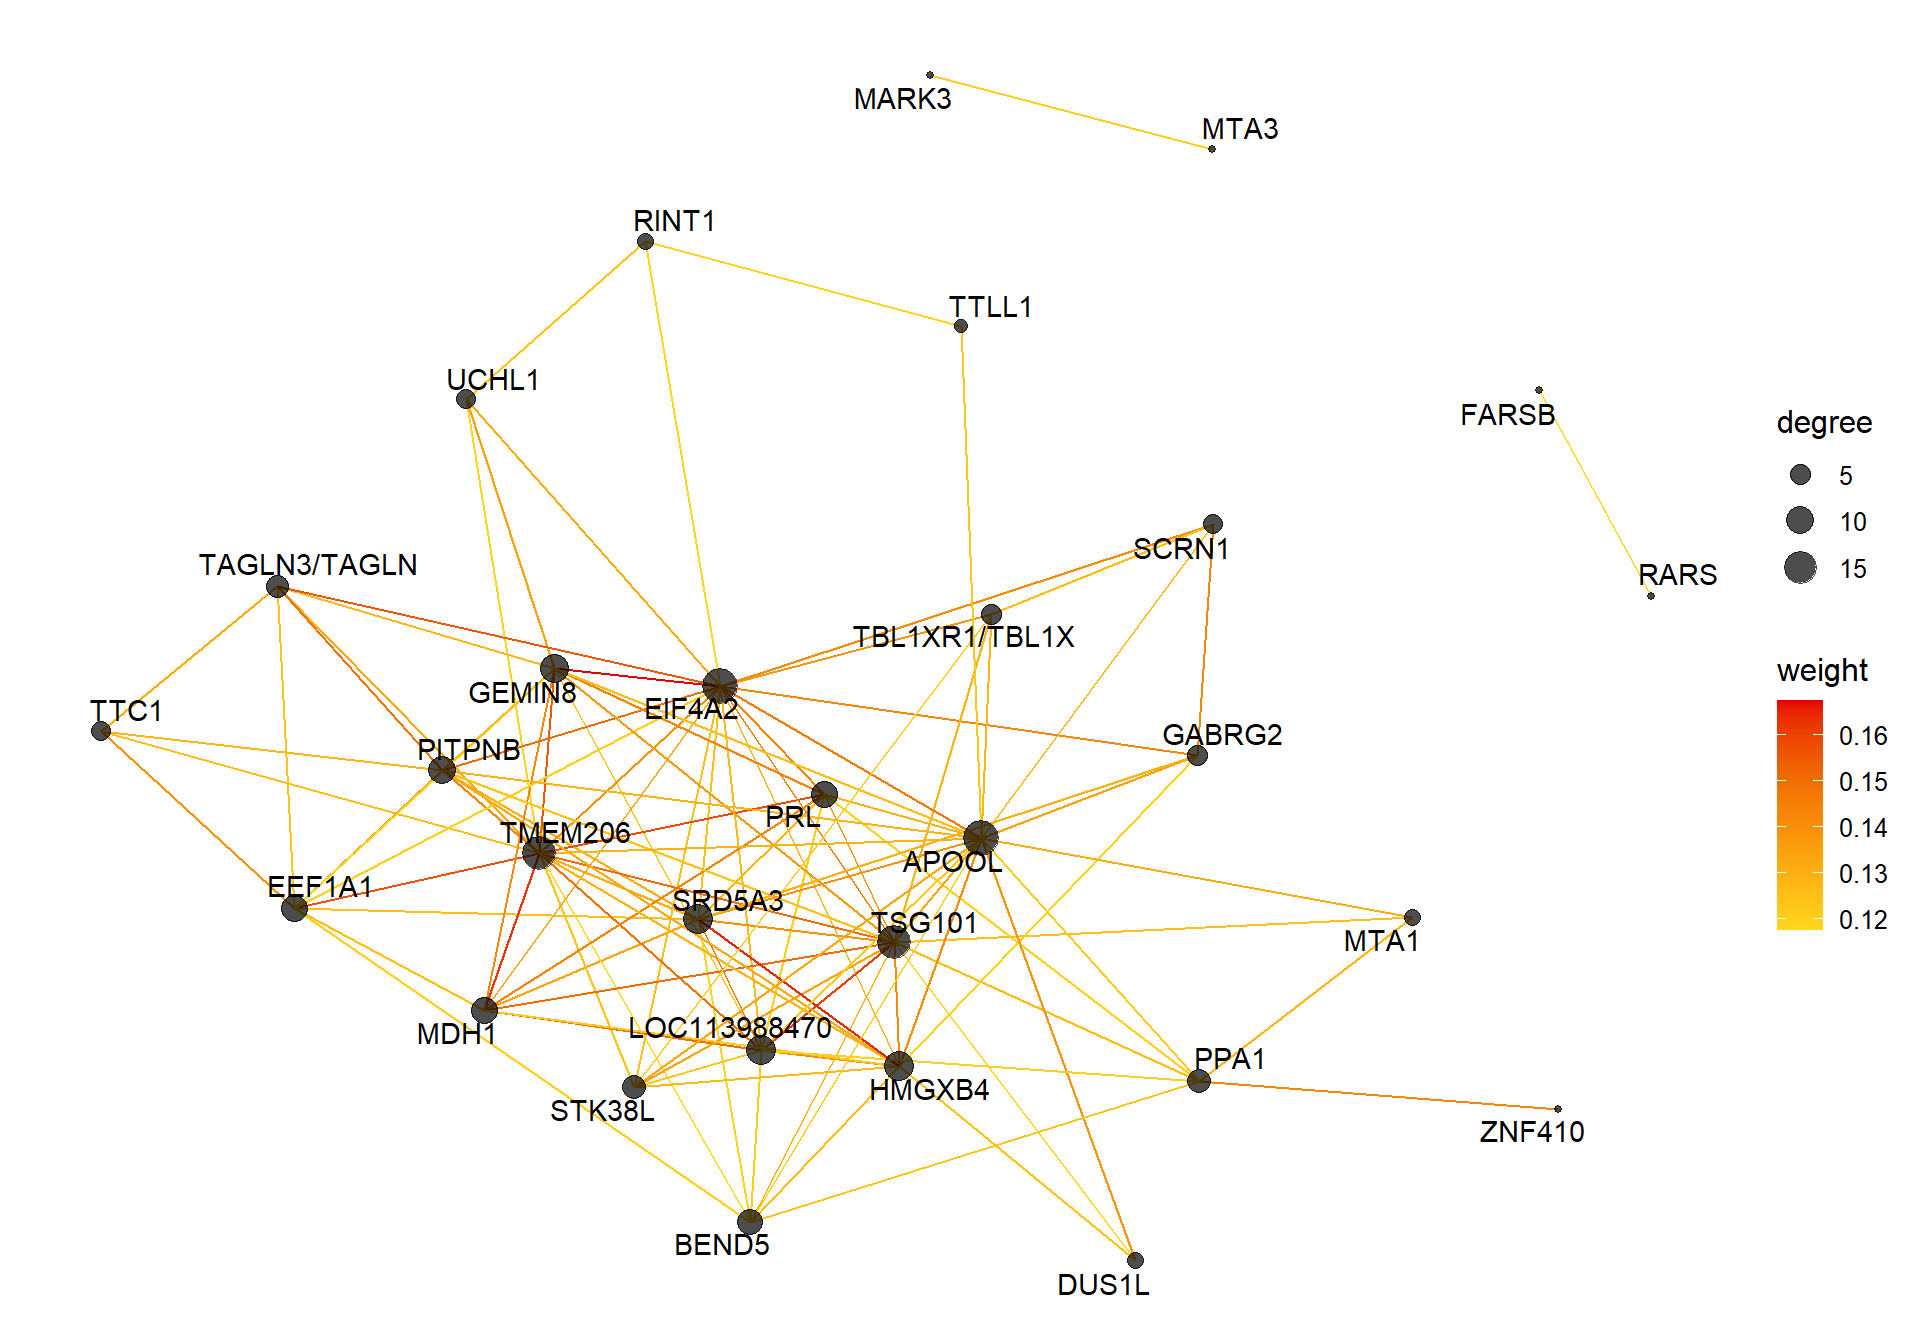 MARK3
MTA3
RINT1
TTLL1
UCHL1
FARSB
degree
5
10
15
SCRN1
TAGLN3/TAGLN
RARS
TBL1XR1/TBL1X
weight
0.16
0.15
0.14
0.13
0.12
GEMIN8
EIF4A2
TTC1
GABRG2
PITPNB
PRL
TMEM206
APOOL
EEF1A1
SRD5A3
TSG101
MTA1
MDH1
LOC113988470
PPA1
HMGXB4
STK38L
ZNF410
BEND5
DUS1L